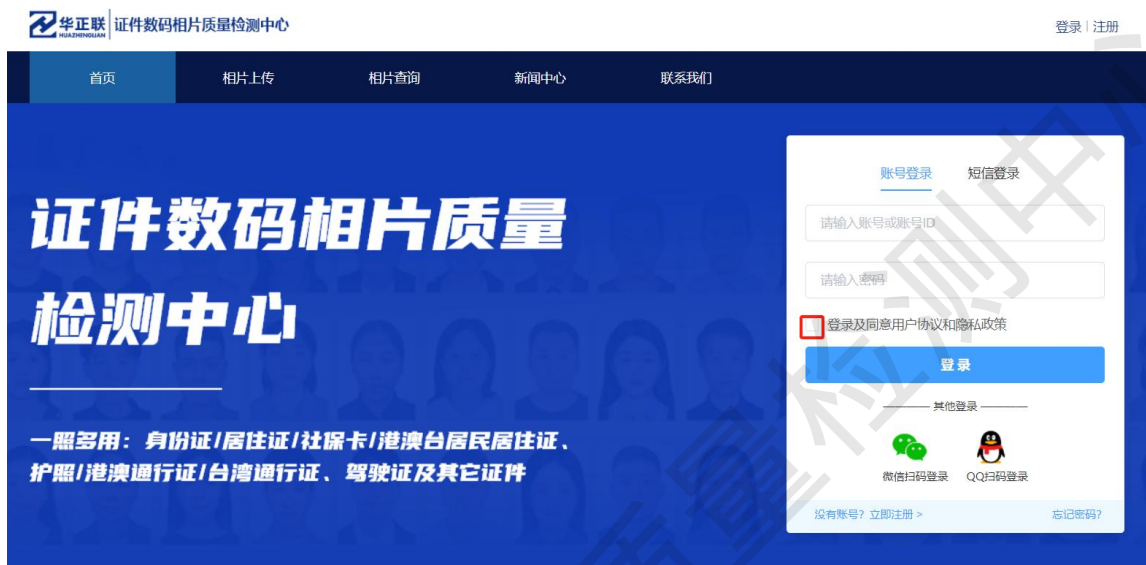 华正联 证件数码相片质量检测中心
HUAZHENGLIAN
登录 | 注册
首页 相片上传 相片查询 新闻中心 联系我们
证件数码相片质量
检测中心
一照多用：身份证/居住证/社保卡/港澳台居民居住证、
护照/港澳通行证/台湾通行证、驾驶证及其它证件
账号登录 短信登录
请输入账号或账号ID
请输入密码
登录及同意用户协议和隐私政策
登录
其他登录
微信扫码登录 QQ扫码登录
没有账号？立即注册 > 忘记密码?
质量检测中心